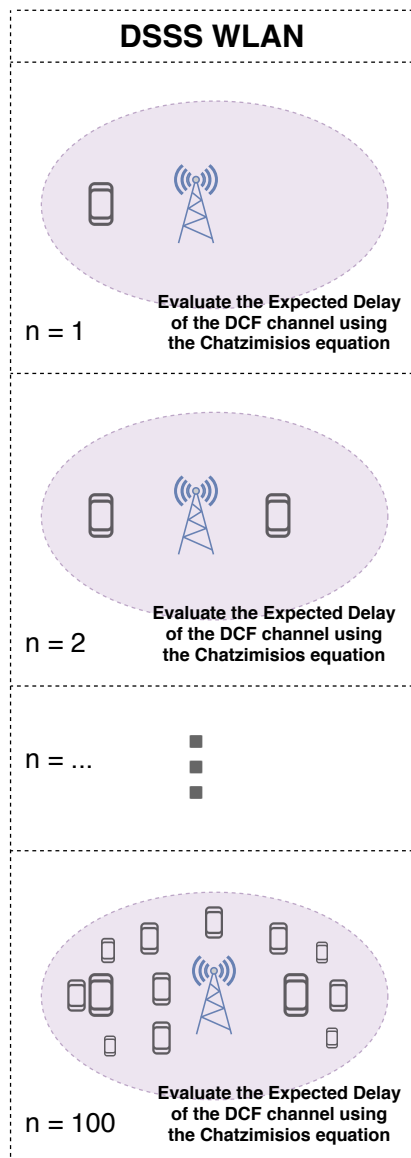 DSSS WLAN
Evaluate the Expected Delay
of the DCF channel using
the Chatzimisios equation
n = 1
Evaluate the Expected Delay
of the DCF channel using
the Chatzimisios equation
n = 2
n = ...
Evaluate the Expected Delay
of the DCF channel using
the Chatzimisios equation
n = 100